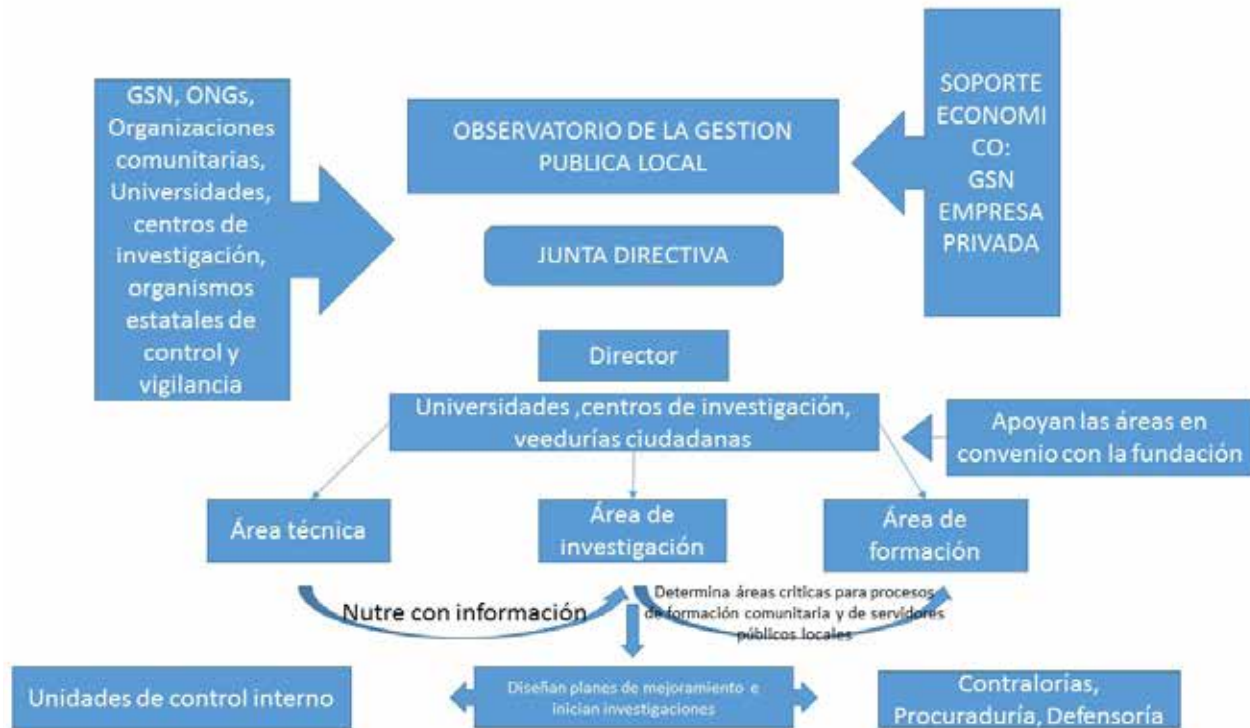 GSN, ONGs,
Organizaciones
comunitarias,
Universidades,
centros de
investigación,
organismos
estatales de
control y
vigilancia
OBSERVATORIO DE LA GESTION
PUBLICA LOCAL
SOPORTE
ECONOMI
CO:
GSN
EMPRESA
PRIVADA
JUNTA DIRECTIVA
Director
Universidades ,centros de investigación,
veedurías ciudadanas
Apoyan las áreas en
convenio con la fundación
Área técnica
Área de
investigación
Área de
formación
Nutre con información
Determina áreas criticas para procesos
de formación comunitaria y de servidores
públicos locales
Unidades de control interno
Diseñan planes de mejoramiento e
inician investigaciones
Contralorías,
Procuraduría, Defensoría